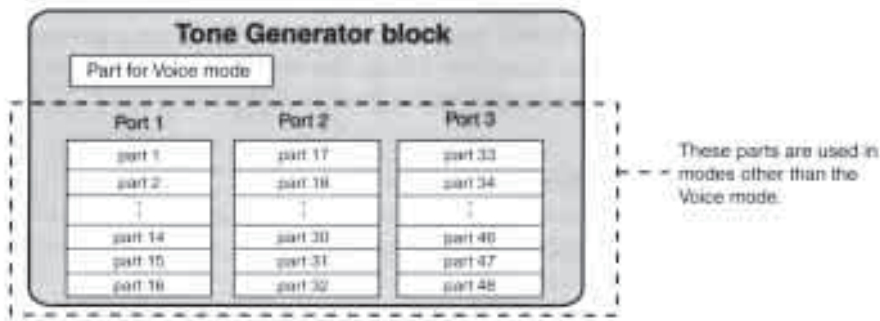 Tone Generator block
Part for Voice mode
Port 1 Port 2 Port 3
part 1 part 17 part 33
part 2 part 18 part 34
part 14 part 30 part 46
part 15 part 31 part 47
part 16 part 32 part 48
These parts are used in
modes other than the
Voice mode.